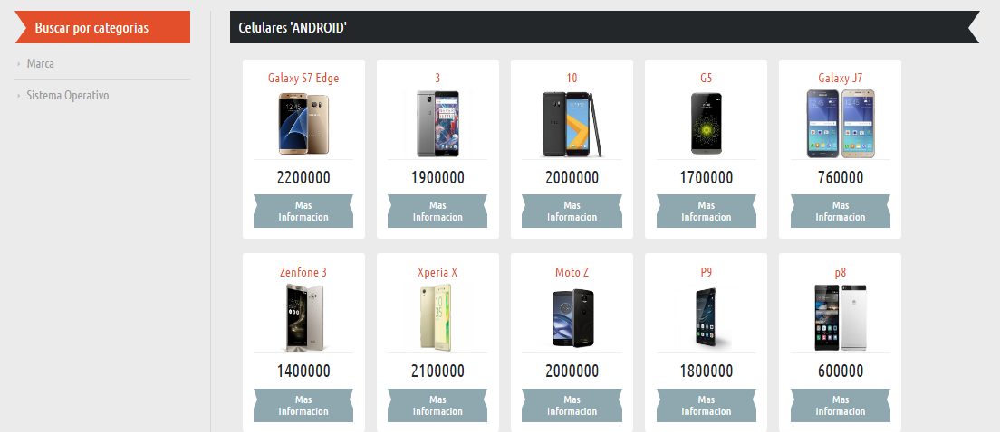 Buscar por categorias
Marca
Sistema Operativo
Celulares 'ANDROID'
Galaxy S7 Edge
3
10
G5
Galaxy J7
2200000
1900000
2000000
1700000
760000
Mas
Informacion
Mas
Informacion
Mas
Informacion
Mas
Informacion
Mas
Informacion
Zenfone 3
Xperia X
Moto Z
P9
p8
1400000
2100000
2000000
1800000
600000
Mas
Informacion
Mas
Informacion
Mas
Informacion
Mas
Informacion
Mas
Informacion